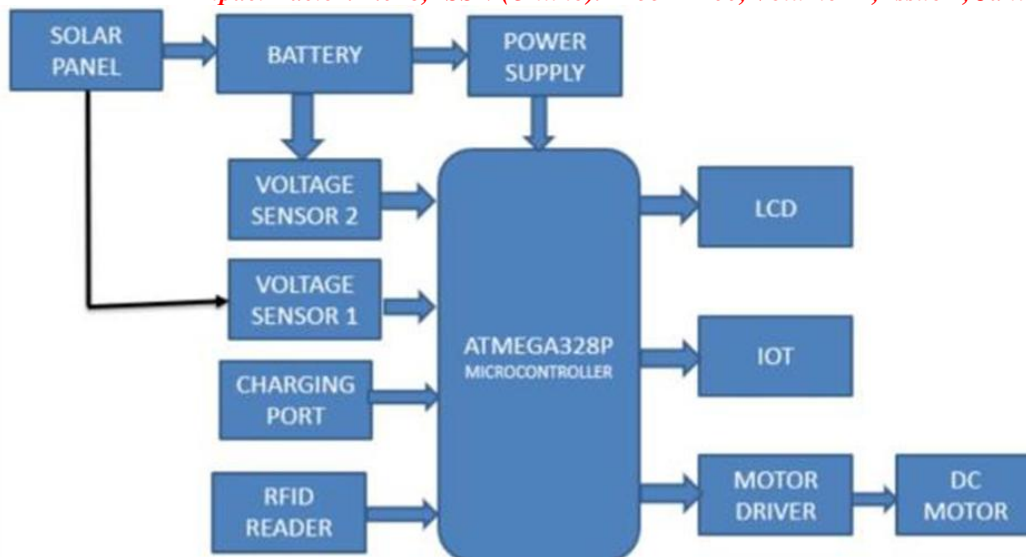 SOLAR
PANEL
BATTERY
POWER
SUPPLY
VOLTAGE
SENSOR 2
LCD
VOLTAGE
SENSOR 1
ATMEGA328P
MICROCONTROLLER
IOT
CHARGING
PORT
RFID
READER
MOTOR
DRIVER
DC
MOTOR